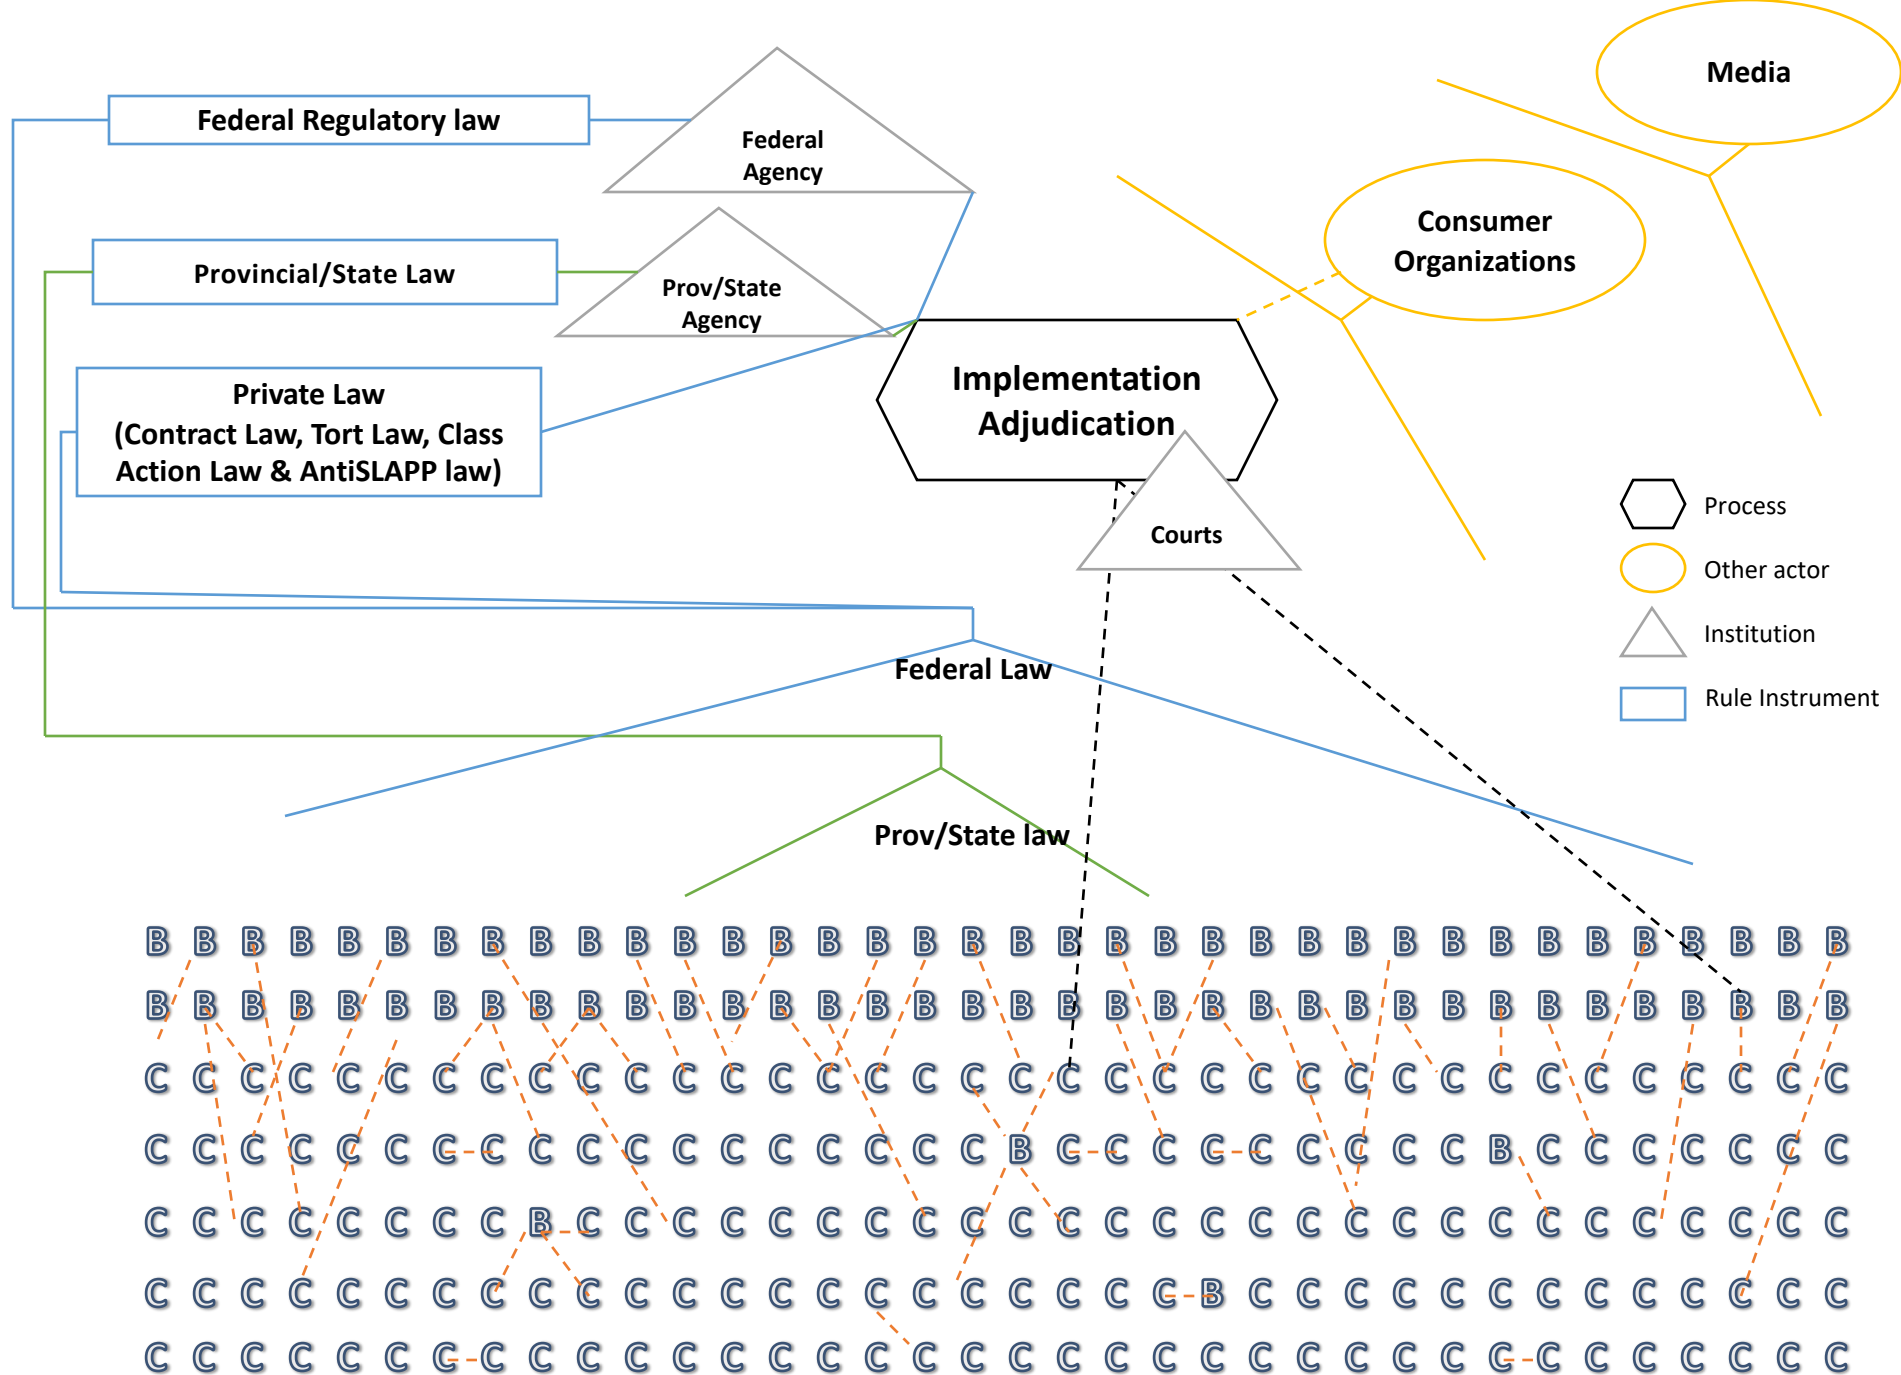 Media
Federal Regulatory law
Federal
Agency
Consumer
Organizations
Provincial/State Law
Prov/State
Agency
Implementation
Adjudication
Private Law
(Contract Law, Tort Law, Class
Action Law & AntiSLAPP law)
Courts
Process
Other actor
Institution
Rule Instrument
Federal Law
Prov/State law
B B B B B B B B B B B B B B B B B B B B B B B B B B B B B B B B B B B B
B B B B B B B B B B B B B B B B B B B B B B B B B B B B B B B B B B B B
C C C C C C C C C C C C C C C C C C C C C C C C C C C C C C C C C C C C
C C C C C C C C C C C C C C C C C C B C C C C C C C C C B C C C C C C C
C C C C C C C C B C C C C C C C C C C C C C C C C C C C C C C C C C C C
C C C C C C C C C C C C C C C C C C C C C C B C C C C C C C C C C C C C
C C C C C C C C C C C C C C C C C C C C C C C C C C C C C C C C C C C C